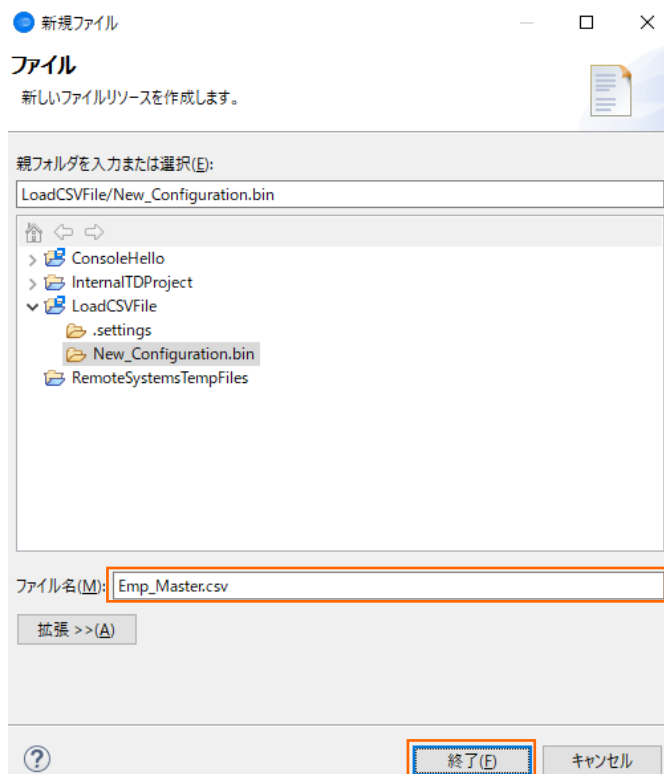 新規ファイル
ファイル
新しいファイルリソースを作成します。
親フォルダを入力または選択(E):
LoadCSVFile/New_Configuration.bin
ConsoleHello
InternalTDProject
LoadCSVFile
.settings
New_Configuration.bin
RemoteSystemsTempFiles
ファイル名(M): Emp_Master.csv
拡張 >>(A)
終了(F) キャンセル